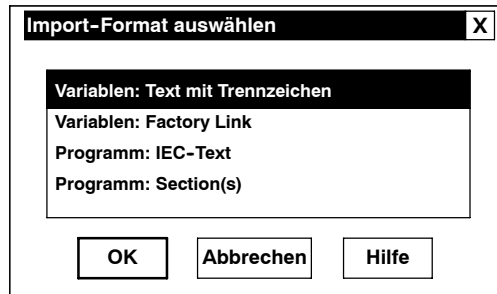 Import-Format auswählen X
Variablen: Text mit Trennzeichen
Variablen: Factory Link
Programm: IEC-Text
Programm: Section(s)
OK Abbrechen Hilfe